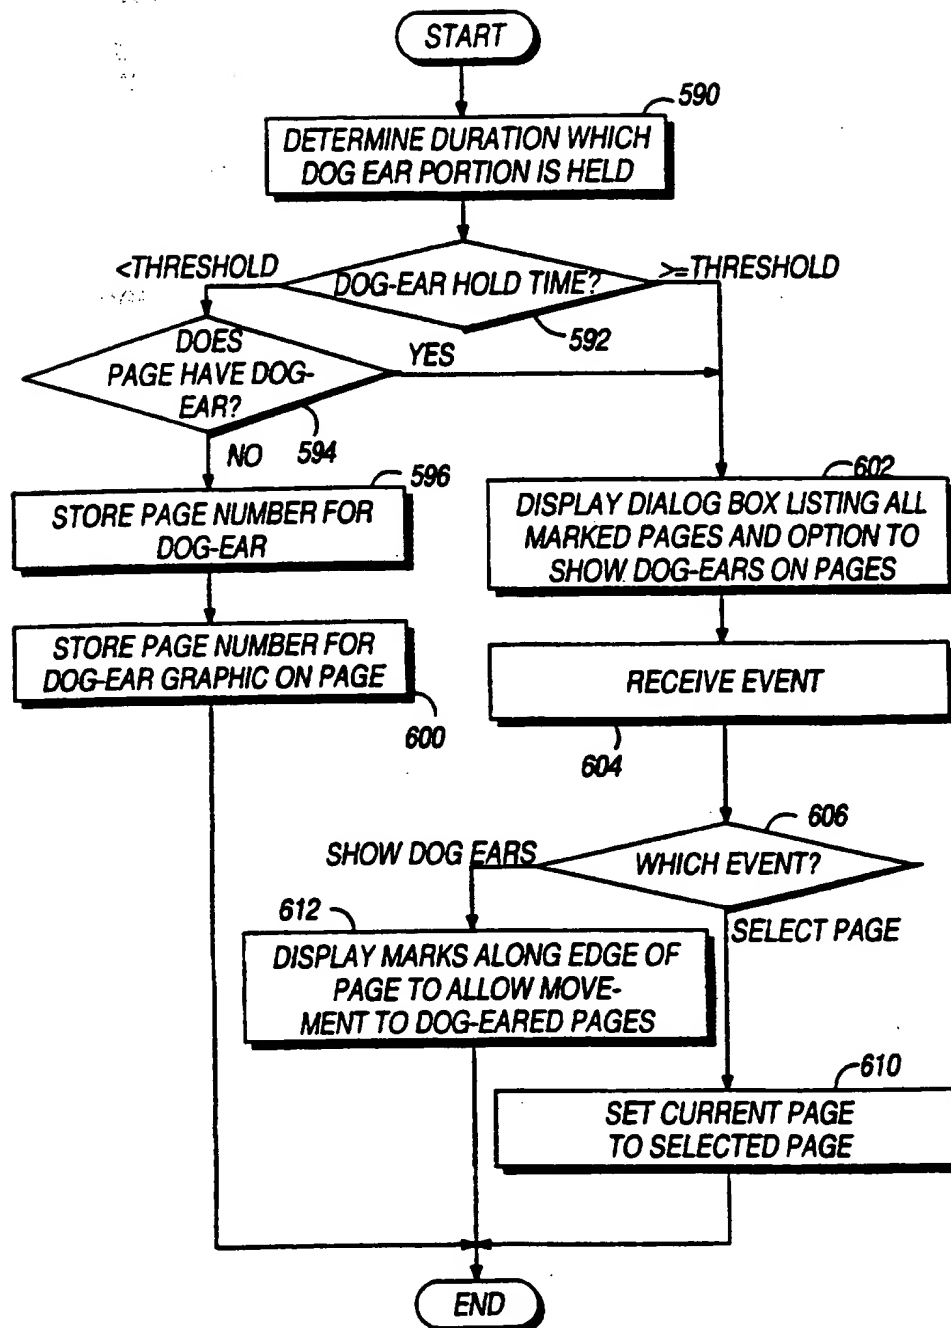 START
590
DETERMINE DURATION WHICH
DOG EAR PORTION IS HELD
<THRESHOLD
DOG-EAR HOLD TIME?
>=THRESHOLD
592
DOES
PAGE HAVE DOG-
EAR?
YES
594
NO
596
STORE PAGE NUMBER FOR
DOG-EAR
602
DISPLAY DIALOG BOX LISTING ALL
MARKED PAGES AND OPTION TO
SHOW DOG-EARS ON PAGES
STORE PAGE NUMBER FOR
DOG-EAR GRAPHIC ON PAGE
600
RECEIVE EVENT
604
606
SHOW DOG EARS
WHICH EVENT?
612
SELECT PAGE
DISPLAY MARKS ALONG EDGE OF
PAGE TO ALLOW MOVE-
MENT TO DOG-EARED PAGES
610
SET CURRENT PAGE
TO SELECTED PAGE
END